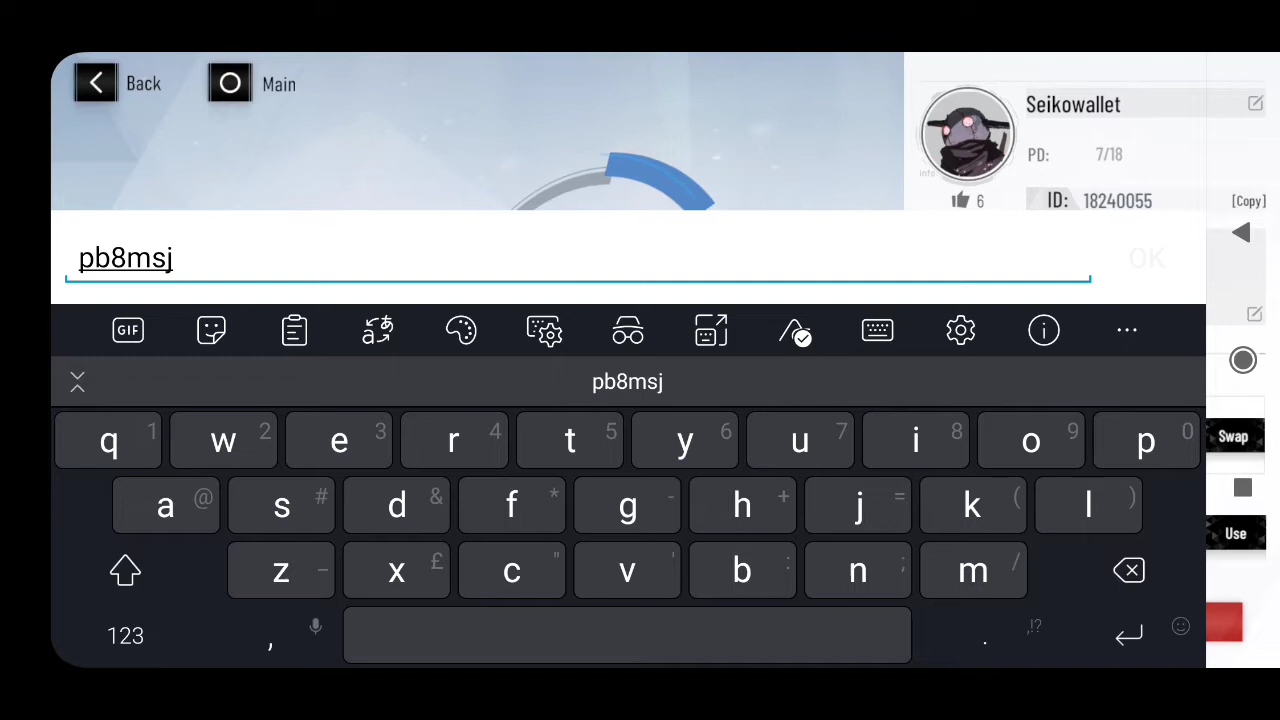 Back
Main
Seikowallet
PD: 7/18
info
6
ID: 18240055
[Copy]
pb8msj
OK
GIF
pb8msj
q 1 w 2 e 3 r 4 t 5 y 6 u 7 i 8 o 9 p 0
a @ s # d & f * g - h + j = k ( l )
z _ x £ c " v ' b : n ; m /
123 , . ,!?
Swap
Use